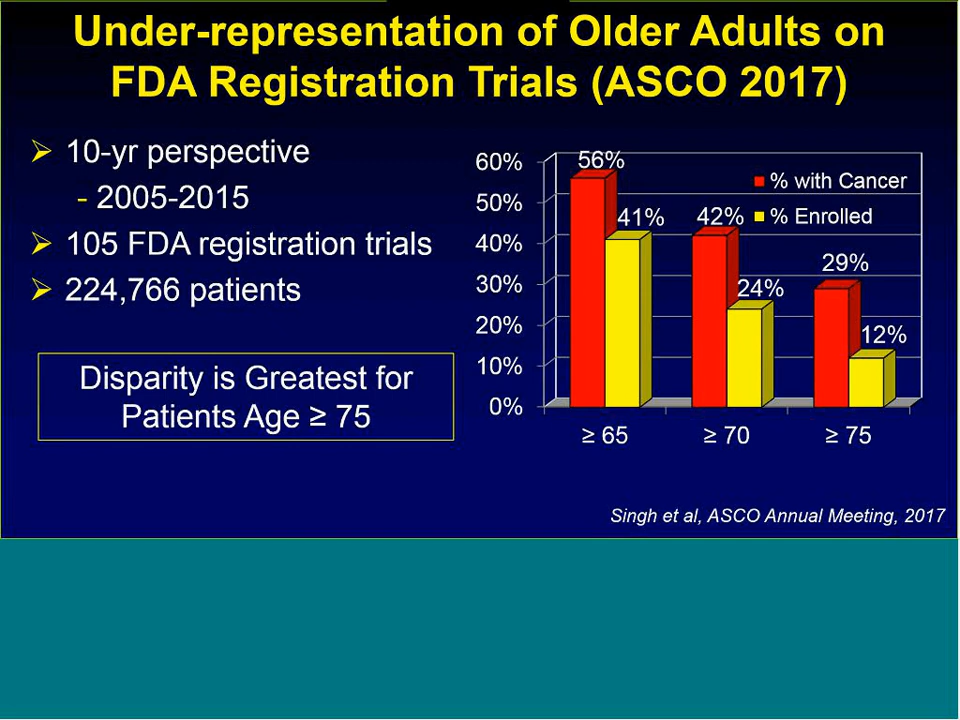 Under-representation of Older Adults on
FDA Registration Trials (ASCO 2017)
➢ 10-yr perspective
- 2005-2015
➢ 105 FDA registration trials
➢ 224,766 patients
Disparity is Greatest for
Patients Age ≥ 75
60%
50%
40%
30%
20%
10%
0%
56%
41%
42%
24%
29%
12%
% with Cancer
% Enrolled
≥ 65
≥ 70
≥ 75
Singh et al, ASCO Annual Meeting, 2017